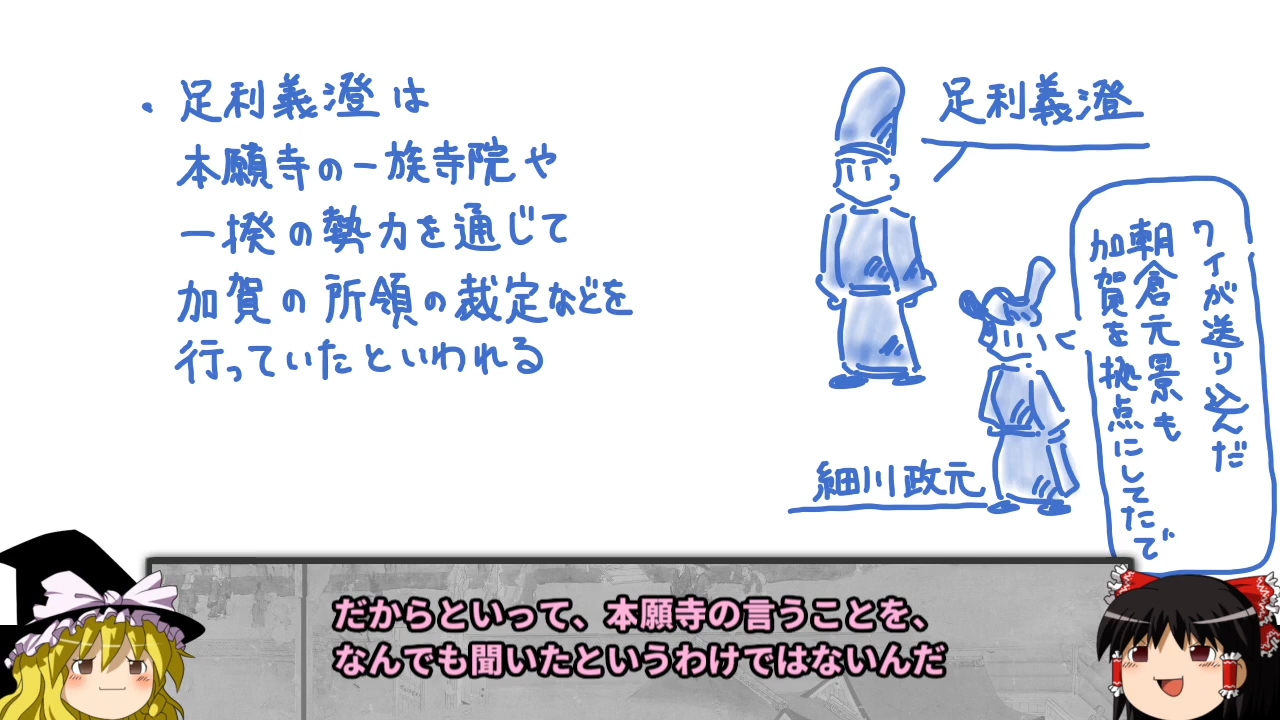 ・足利義澄は
本願寺の一族寺院や
一揆の勢力を通じて
加賀の所領の裁定などを
行っていたといわれる
足利義澄
ワイが送り込んだ
朝倉元景も
加賀を拠点にしてたで
細川政元
だからといって、本願寺の言うことを、
なんでも聞いたというわけではないんだ